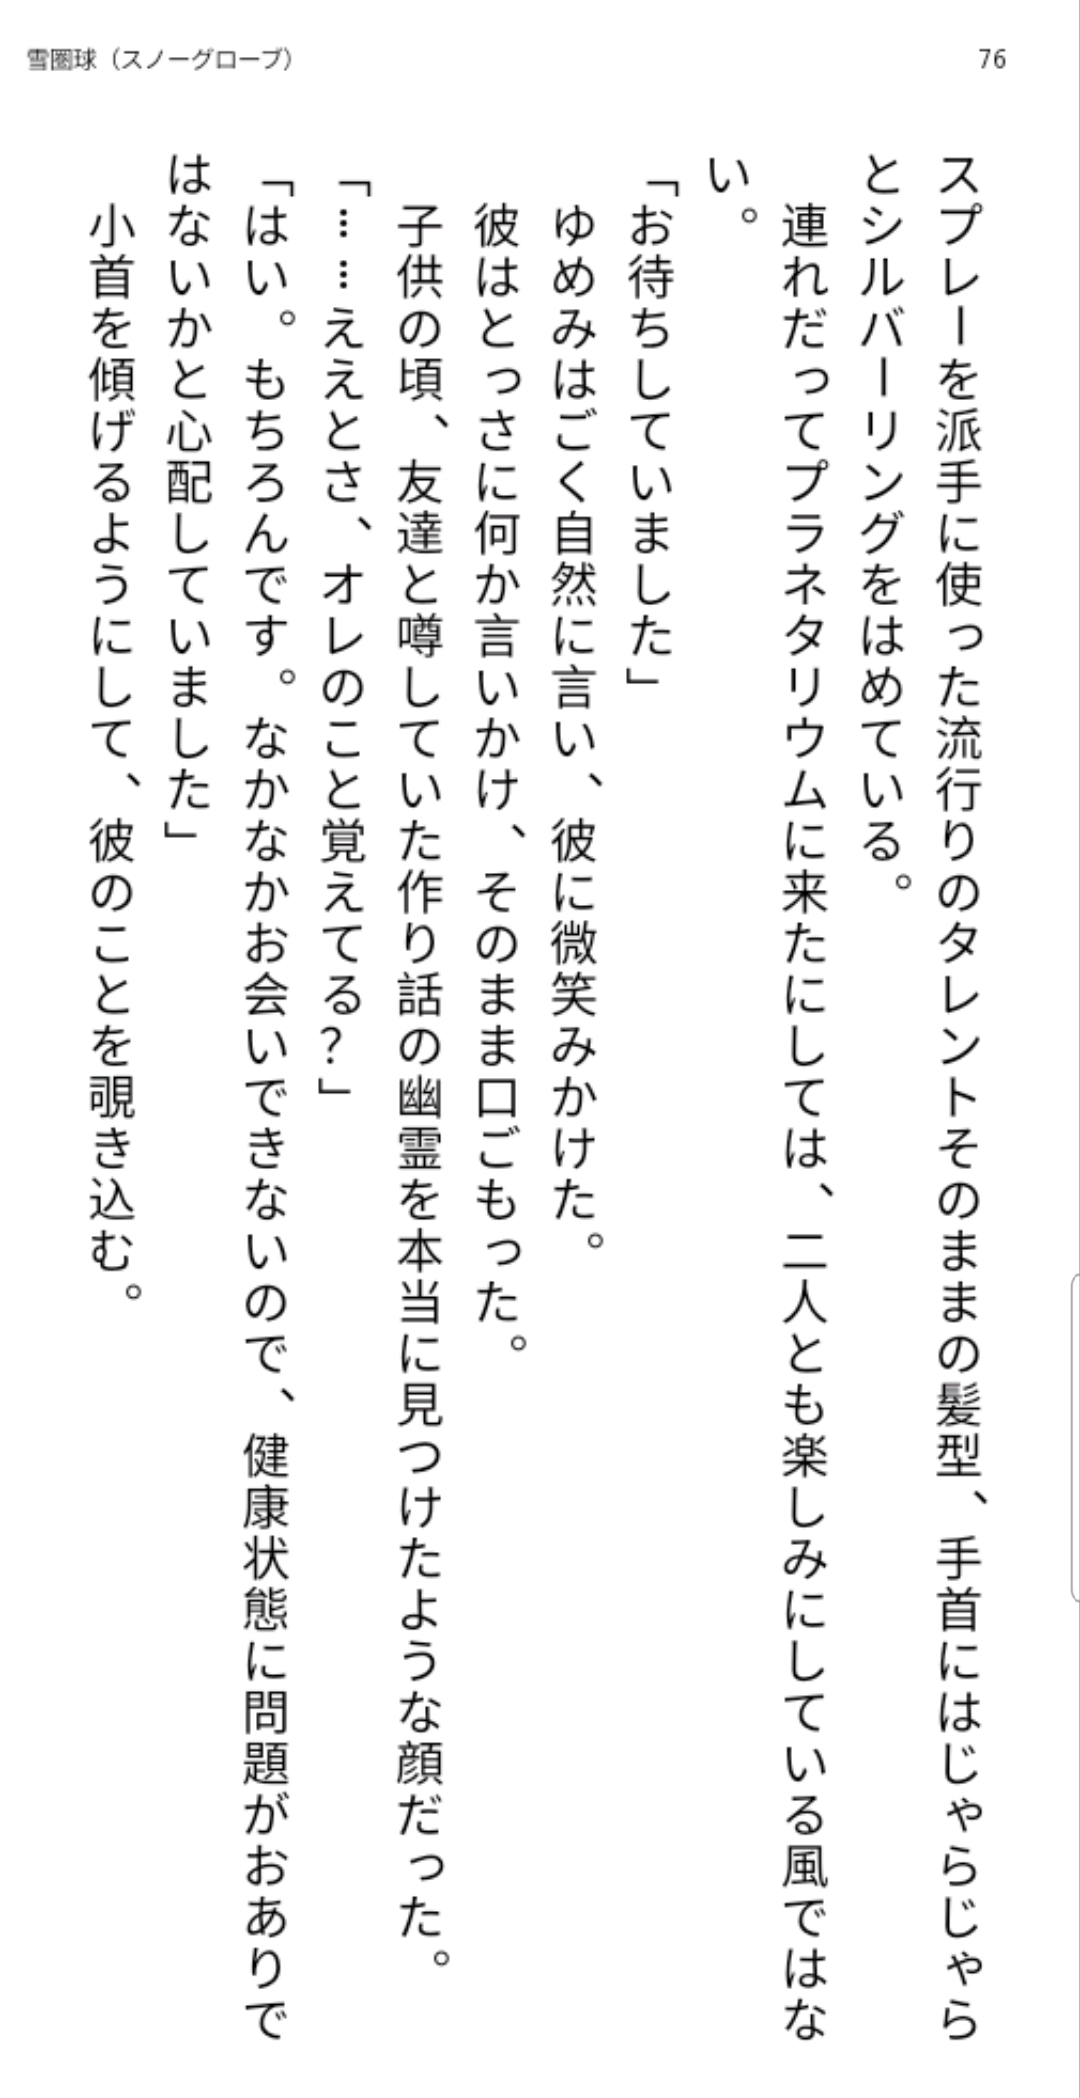 雪圏球（スノーグローブ）
76
スプレーを派手に使った流行りのタレントそのままの髪型、手首にはじゃらじゃら
とシルバーリングをはめている。
連れだってプラネタリウムに来たにしては、二人とも楽しみにしている風ではな
い。
「お待ちしていました」
ゆめみはごく自然に言い、彼に微笑みかけた。
彼はとっさに何か言いかけ、そのまま口ごもった。
子供の頃、友達と噂していた作り話の幽霊を本当に見つけたような顔だった。
「……ええとさ、オレのこと覚えてる？」
「はい。もちろんです。なかなかお会いできないので、健康状態に問題がおありで
はないかと心配していました」
小首を傾げるようにして、彼のことを覗き込む。